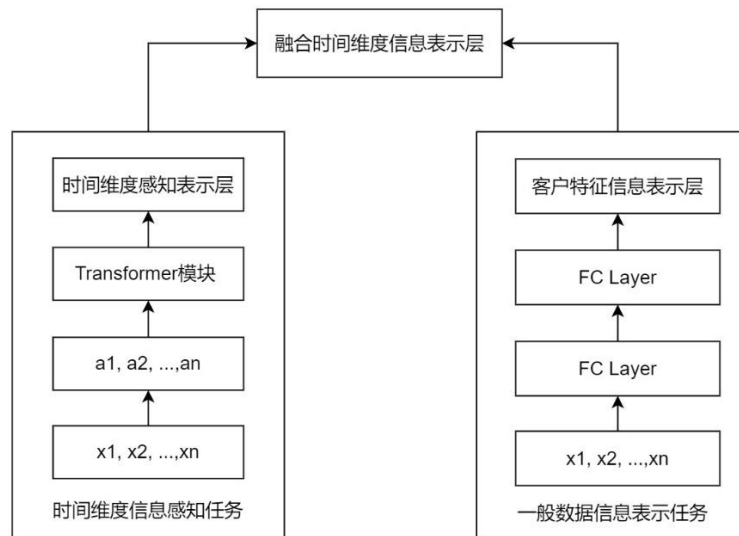 融合时间维度信息表示层
时间维度感知表示层
Transformer模块
a1, a2, ...,an
x1, x2, ...,xn
时间维度信息感知任务
客户特征信息表示层
FC Layer
FC Layer
x1, x2, ...,xn
一般数据信息表示任务